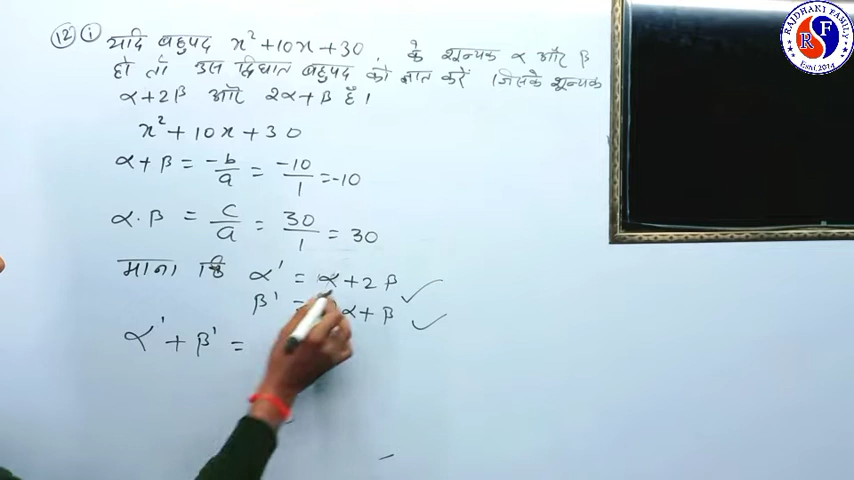 12 (i) यदि बहुपद x² + 10x + 30 के शून्यक α और β
हो तो उस द्विघात बहुपद को ज्ञात करें जिसके शून्यक
α + 2β और 2α + β हैं।
x² + 10x + 30
α + β = -b/a = -10/1 = -10
α · β = c/a = 30/1 = 30
माना कि α' = α + 2β ✓
β' = α + β ✓
α' + β' =
RAJDHANI FAMILY
RSF
Esht. 2014